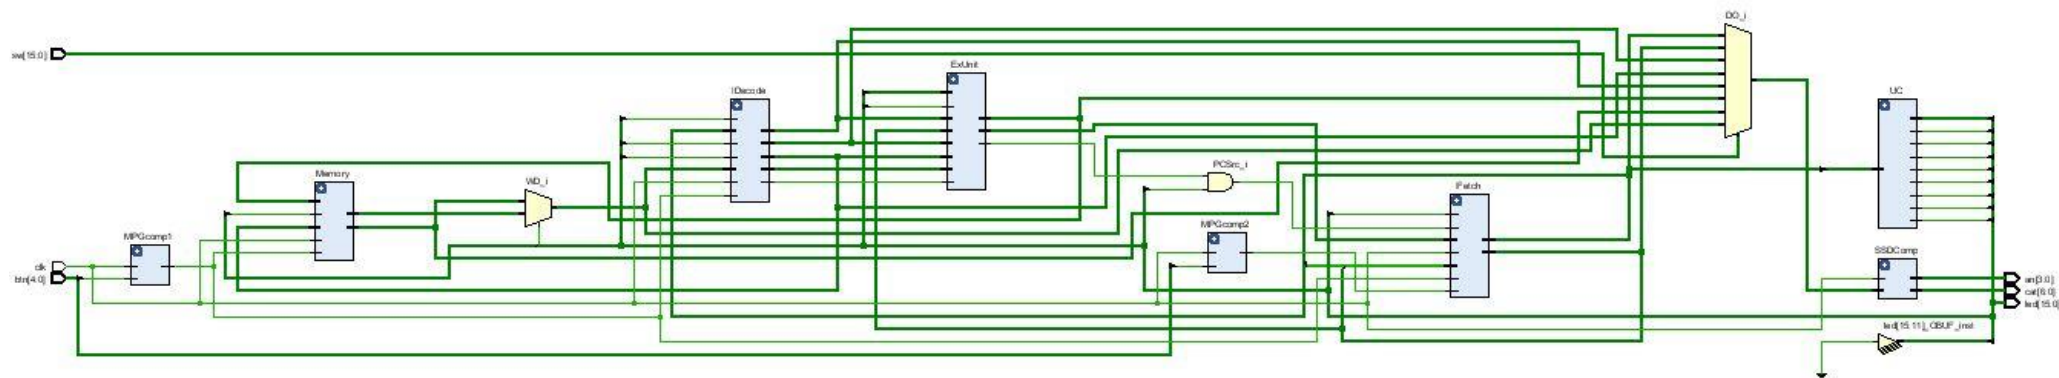 DO_i
sw[15:0]
ExUnit
IDecode
UC
PCSrc_i
Memory
WD_i
IFetch
MPGcomp1
MPGcomp2
SSDComp
clk
btn[4:0]
an[3:0]
cat[6:0]
led[15:0]
led[15:11]_OBUF_inst